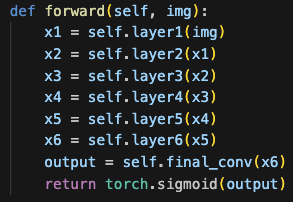 def forward(self, img):
    x1 = self.layer1(img)
    x2 = self.layer2(x1)
    x3 = self.layer3(x2)
    x4 = self.layer4(x3)
    x5 = self.layer5(x4)
    x6 = self.layer6(x5)
    output = self.final_conv(x6)
    return torch.sigmoid(output)